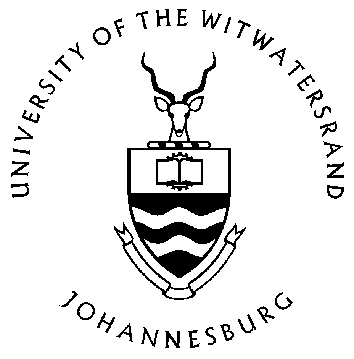 UNIVERSITY OF THE WITWATERSRAND
JOHANNESBURG